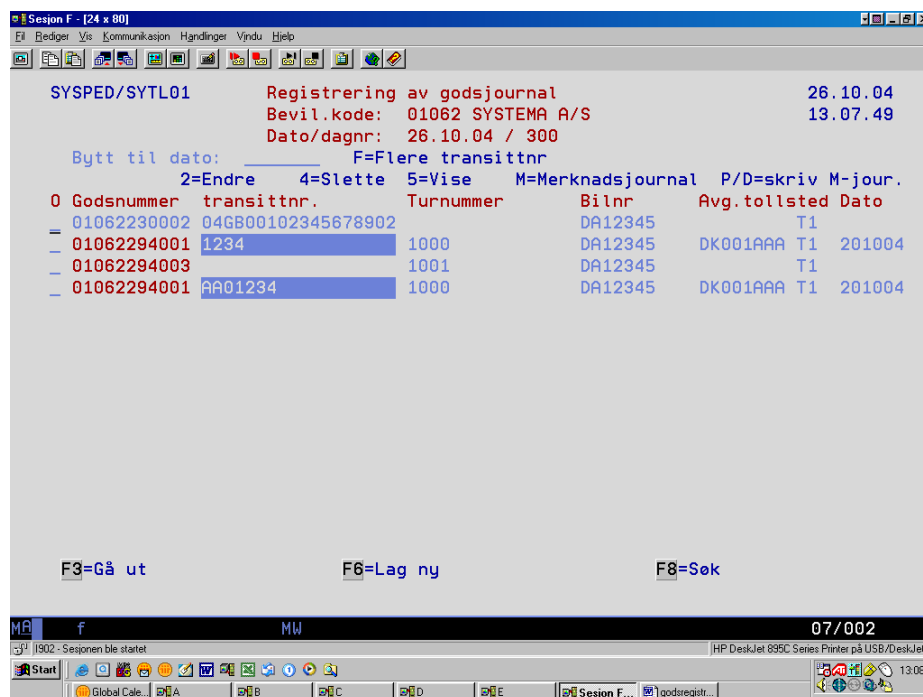 Sesjon F - [24 x 80]
Fil Rediger Vis Kommunikasjon Handlinger Vindu Hjelp
SYSPED/SYTL01 Registrering av godsjournal 26.10.04
Bevil.kode: 01062 SYSTEMA A/S 13.07.49
Dato/dagnr: 26.10.04 / 300
Bytt til dato: _______ F=Flere transittnr
2=Endre 4=Slette 5=Vise M=Merknadsjournal P/D=skriv M-jour.
O Godsnummer transittnr. Turnummer Bilnr Avg.tollsted Dato
_ 01062230002 04GB00102345678902 DA12345 T1
_ 01062294001 1234 1000 DA12345 DK001AAA T1 201004
_ 01062294003 1001 DA12345 T1
_ 01062294001 AA01234 1000 DA12345 DK001AAA T1 201004
F3=Gå ut F6=Lag ny F8=Søk
MA f MW 07/002
I902 - Sesjonen ble startet HP DeskJet 895C Series Printer på USB/DeskJet
Start 13:08
Global Cale... A B C D E Sesjon F... godsregistr...